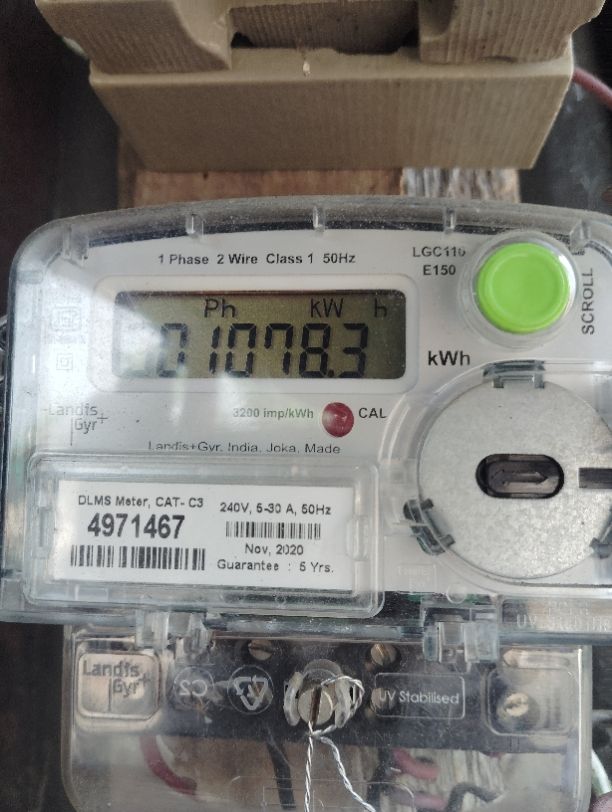 1 Phase 2 Wire Class 1 50Hz
LGC110
E150
SCROLL
Ph kW h
01078.3
kWh
Landis
Gyr+
3200 imp/kWh
CAL
Landis+Gyr, India, Joka, Made
DLMS Meter, CAT- C3
4971467
240V, 5-30 A, 50Hz
Nov, 2020
Guarantee : 5 Yrs.
Landis
Gyr+
C2
7
UV Stabilised